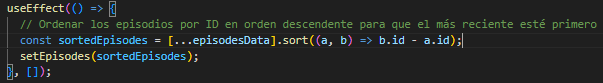 useEffect(() => {
// Ordenar los episodios por ID en orden descendente para que el más reciente esté primero
const sortedEpisodes = [...episodesData].sort((a, b) => b.id - a.id);
setEpisodes(sortedEpisodes);
}, []);